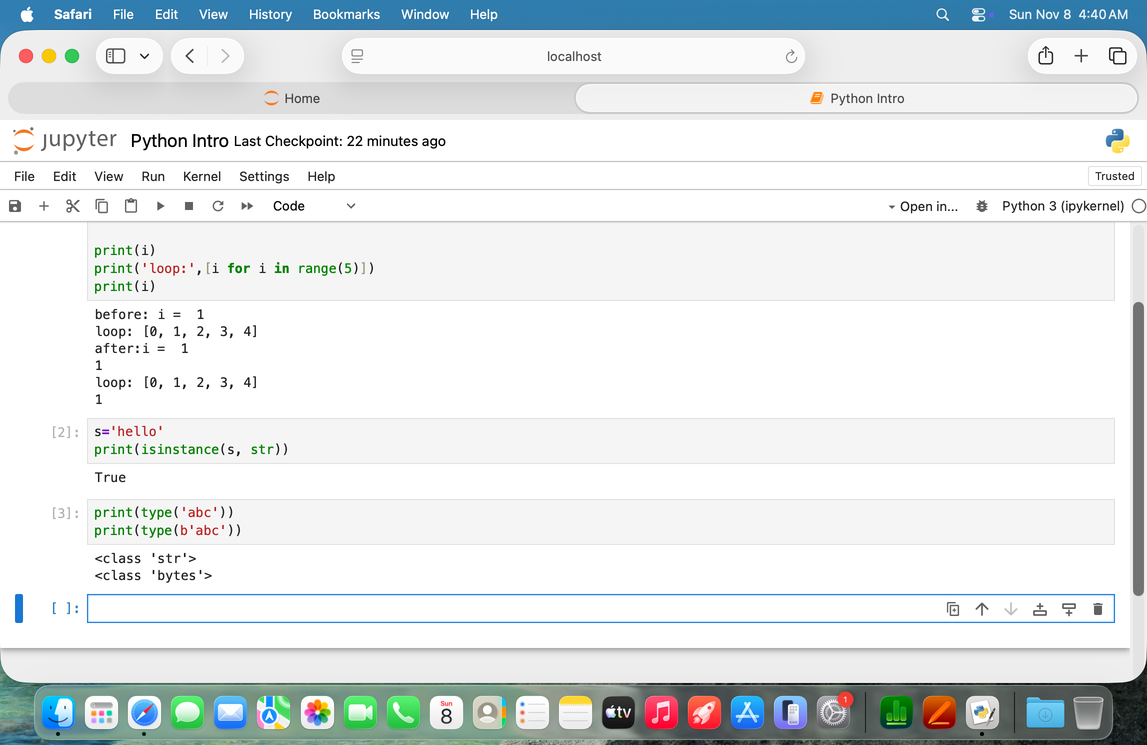 Safari File Edit View History Bookmarks Window Help Sun Nov 8 4:40 AM
localhost
Home Python Intro
jupyter Python Intro Last Checkpoint: 22 minutes ago
File Edit View Run Kernel Settings Help Trusted
Code Open in... Python 3 (ipykernel)
print(i)
print('loop:',[i for i in range(5)])
print(i)
before: i =  1
loop: [0, 1, 2, 3, 4]
after:i =  1
1
loop: [0, 1, 2, 3, 4]
1
[2]: s='hello'
print(isinstance(s, str))
True
[3]: print(type('abc'))
print(type(b'abc'))
<class 'str'>
<class 'bytes'>
[ ]:
Sun
8
tv
1